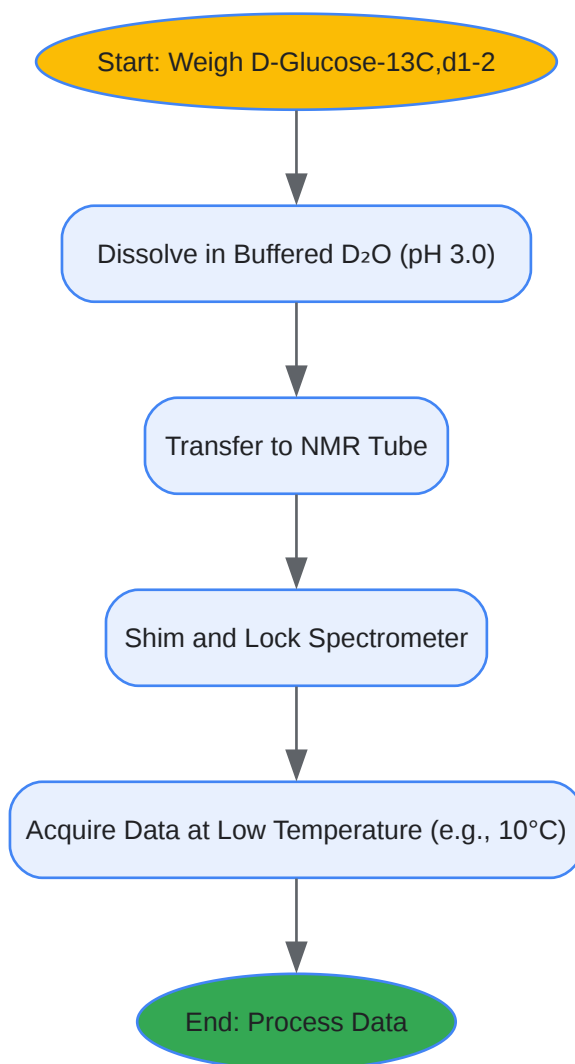 Start: Weigh D-Glucose-13C,d1-2
Dissolve in Buffered D₂O (pH 3.0)
Transfer to NMR Tube
Shim and Lock Spectrometer
Acquire Data at Low Temperature (e.g., 10°C)
End: Process Data